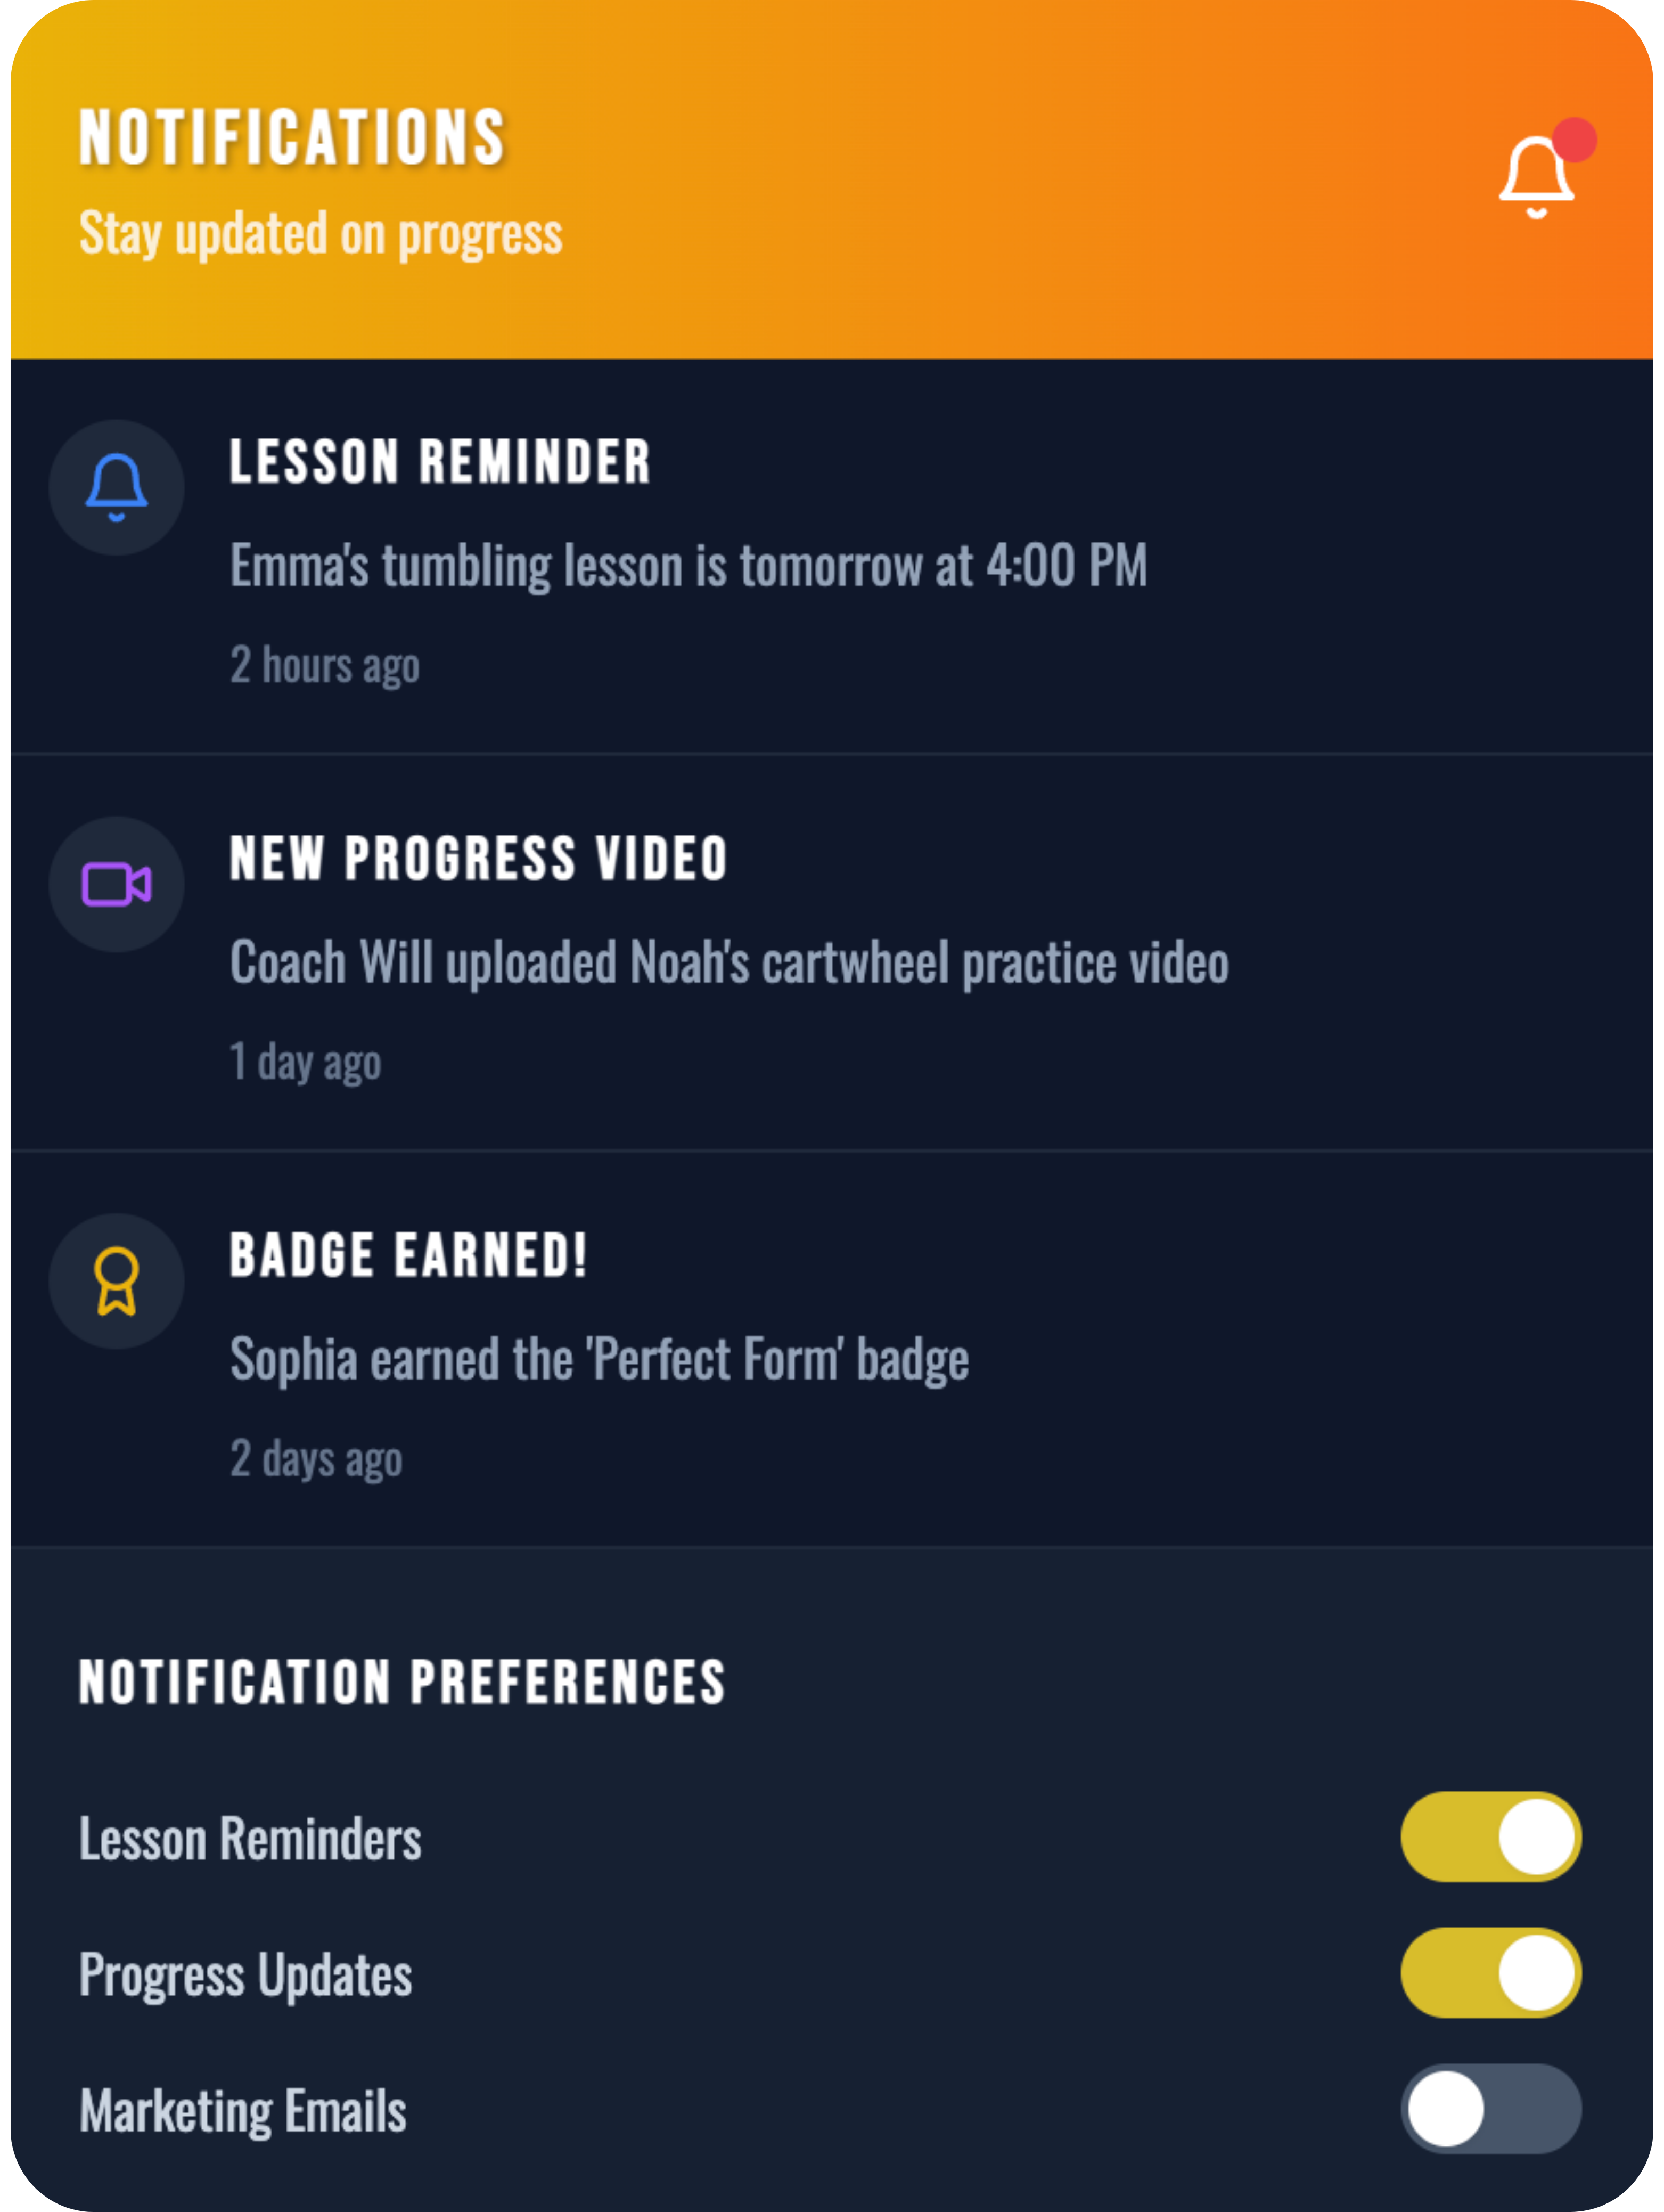 NOTIFICATIONS
Stay updated on progress
LESSON REMINDER
Emma's tumbling lesson is tomorrow at 4:00 PM
2 hours ago
NEW PROGRESS VIDEO
Coach Will uploaded Noah's cartwheel practice video
1 day ago
BADGE EARNED!
Sophia earned the 'Perfect Form' badge
2 days ago
NOTIFICATION PREFERENCES
Lesson Reminders
Progress Updates
Marketing Emails